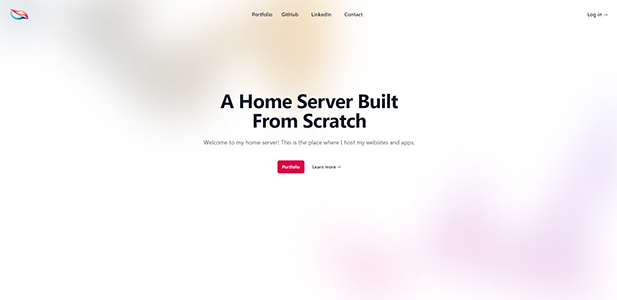 Portfolio GitHub LinkedIn Contact Log in →
A Home Server Built
From Scratch
Welcome to my home server! This is the place where I host my websites and apps.
Portfolio Learn more →